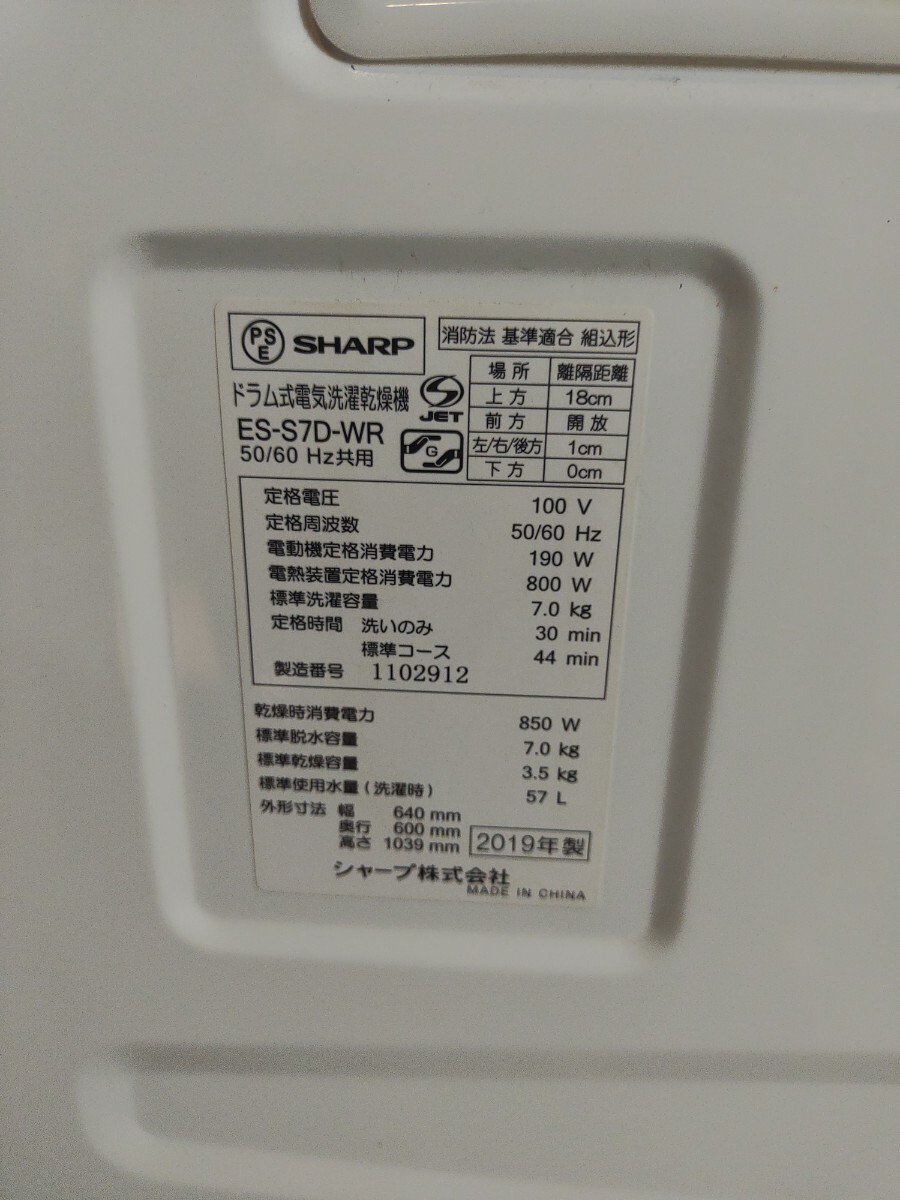 PSE SHARP
消防法 基準適合 組込形
ドラム式電気洗濯乾燥機
JET
ES-S7D-WR
50/60 Hz共用
G
場所 離隔距離
上方 18cm
前方 開放
左/右/後方 1cm
下方 0cm
定格電圧 100 V
定格周波数 50/60 Hz
電動機定格消費電力 190 W
電熱装置定格消費電力 800 W
標準洗濯容量 7.0 kg
定格時間 洗いのみ 30 min
標準コース 44 min
製造番号 1102912
乾燥時消費電力 850 W
標準脱水容量 7.0 kg
標準乾燥容量 3.5 kg
標準使用水量(洗濯時) 57 L
外形寸法 幅 640 mm
奥行 600 mm
高さ 1039 mm
2019年製
シャープ株式会社
MADE IN CHINA